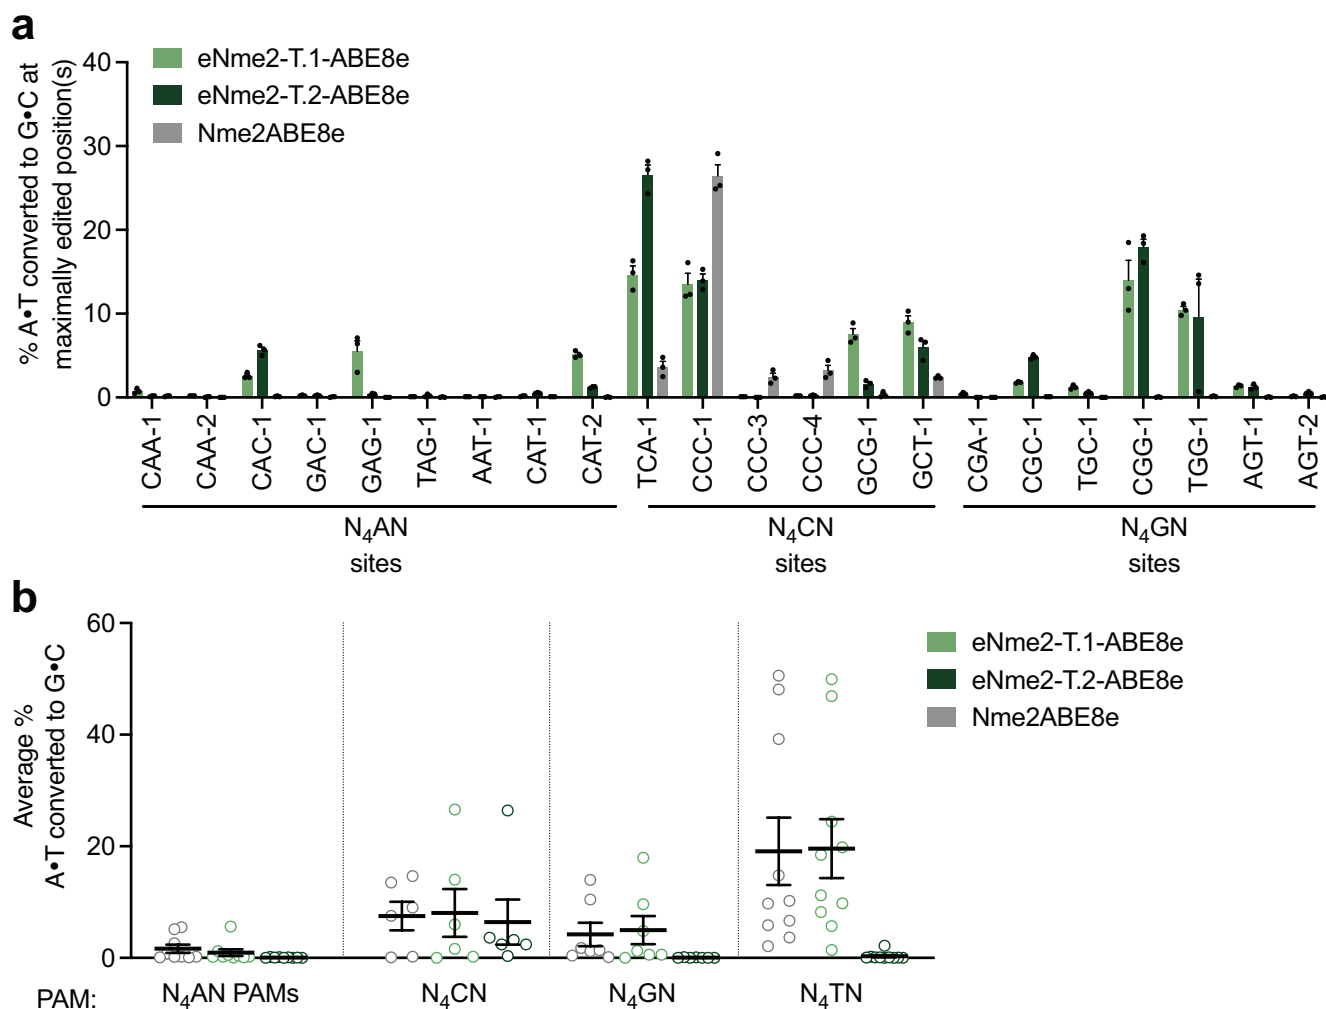 a
% A•T converted to G•C at
maximally edited position(s)
40
30
20
10
0
eNme2-T.1-ABE8e
eNme2-T.2-ABE8e
Nme2ABE8e
CAA-1
CAA-2
CAC-1
GAC-1
GAG-1
TAG-1
AAT-1
CAT-1
CAT-2
TCA-1
CCC-1
CCC-3
CCC-4
GCG-1
GCT-1
CGA-1
CGC-1
TGC-1
CGG-1
TGG-1
AGT-1
AGT-2
N4AN
sites
N4CN
sites
N4GN
sites
b
Average %
A•T converted to G•C
60
40
20
0
eNme2-T.1-ABE8e
eNme2-T.2-ABE8e
Nme2ABE8e
PAM:
N4AN PAMs
N4CN
N4GN
N4TN